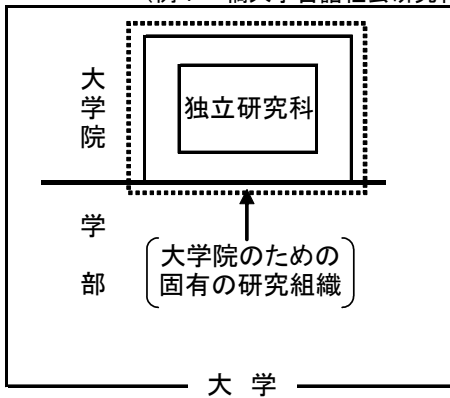 大学院
独立研究科
学部
大学院のための
固有の研究組織
大学